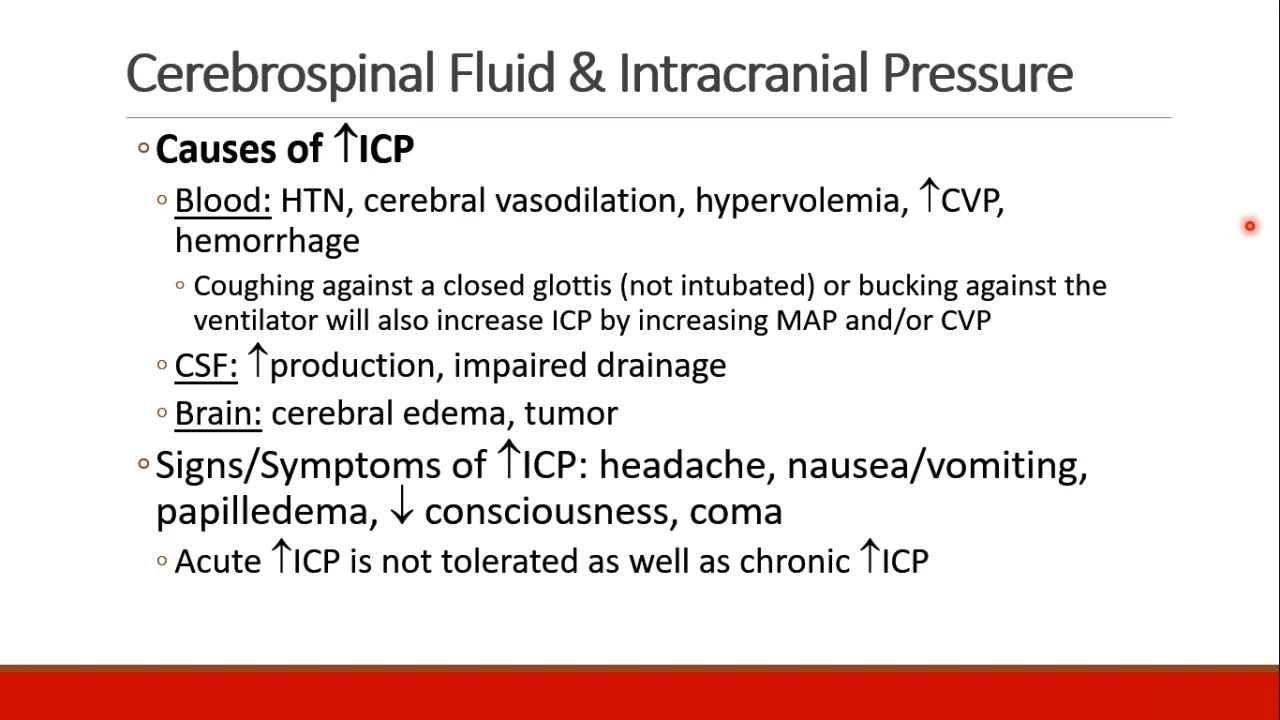 Cerebrospinal Fluid & Intracranial Pressure
Causes of ↑ICP
Blood: HTN, cerebral vasodilation, hypervolemia, ↑CVP,
hemorrhage
Coughing against a closed glottis (not intubated) or bucking against the
ventilator will also increase ICP by increasing MAP and/or CVP
CSF: ↑production, impaired drainage
Brain: cerebral edema, tumor
Signs/Symptoms of ↑ICP: headache, nausea/vomiting,
papilledema, ↓ consciousness, coma
Acute ↑ICP is not tolerated as well as chronic ↑ICP